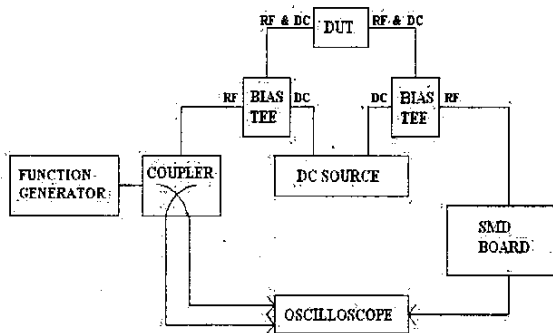 RF & DC
DUT
RF & DC
RF
BIAS
TEE
DC
DC
BIAS
TEE
RF
FUNCTION
GENERATOR
COUPLER
DC SOURCE
SMD
BOARD
OSCILLOSCOPE